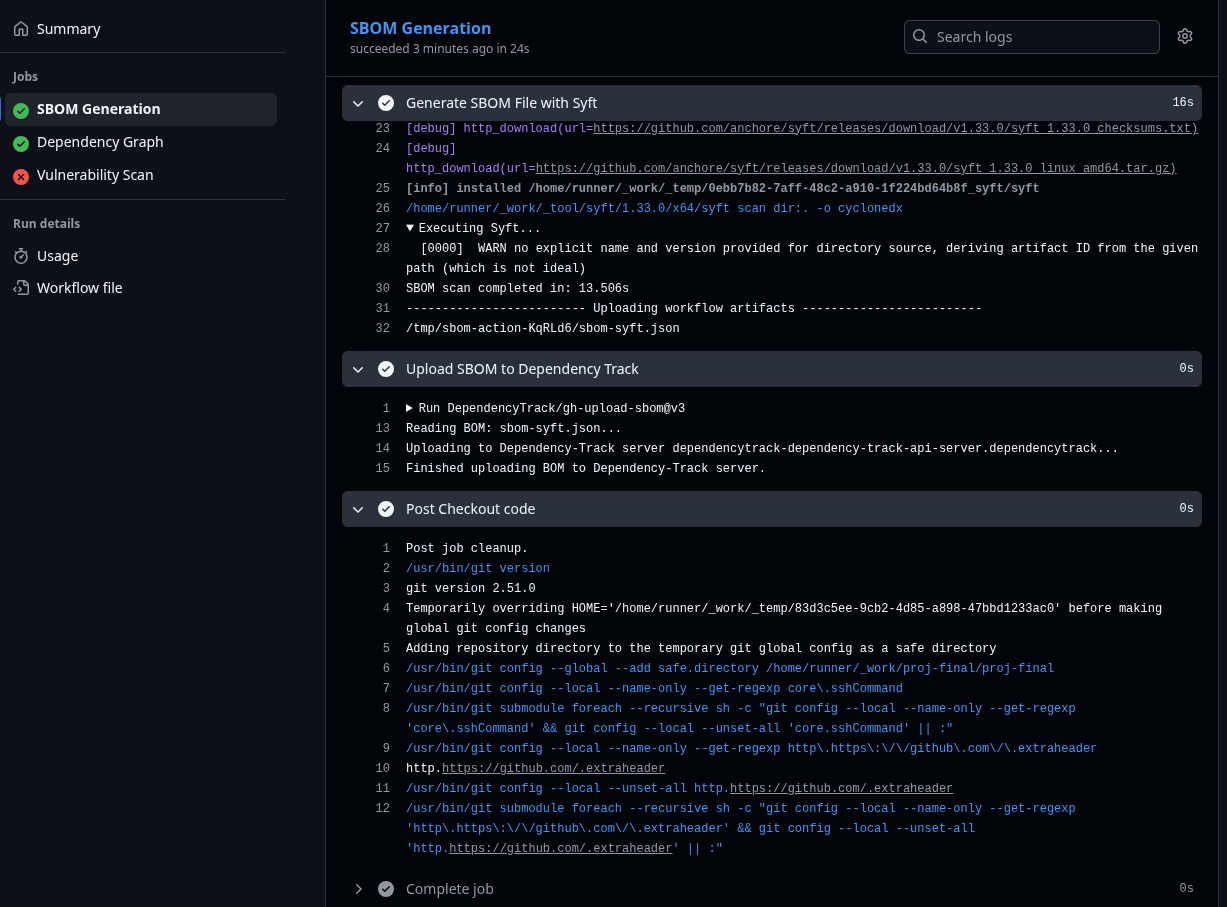 Summary
Jobs
SBOM Generation
Dependency Graph
Vulnerability Scan
Run details
Usage
Workflow file
SBOM Generation
succeeded 3 minutes ago in 24s
Search logs
Generate SBOM File with Syft 16s
23 [debug] http_download(url=https://github.com/anchore/syft/releases/download/v1.33.0/syft_1.33.0_checksums.txt)
24 [debug]
http_download(url=https://github.com/anchore/syft/releases/download/v1.33.0/syft_1.33.0_linux_amd64.tar.gz)
25 [info] installed /home/runner/_work/_temp/0ebb7b82-7aff-48c2-a910-1f224bd64b8f_syft/syft
26 /home/runner/_work/_tool/syft/1.33.0/x64/syft scan dir:. -o cyclonedx
27 ▼ Executing Syft...
28 [0000]  WARN no explicit name and version provided for directory source, deriving artifact ID from the given
path (which is not ideal)
30 SBOM scan completed in: 13.506s
31 ------------------------- Uploading workflow artifacts -------------------------
32 /tmp/sbom-action-KqRLd6/sbom-syft.json
Upload SBOM to Dependency Track 0s
1 ▶ Run DependencyTrack/gh-upload-sbom@v3
13 Reading BOM: sbom-syft.json...
14 Uploading to Dependency-Track server dependencytrack-dependency-track-api-server.dependencytrack...
15 Finished uploading BOM to Dependency-Track server.
Post Checkout code 0s
1 Post job cleanup.
2 /usr/bin/git version
3 git version 2.51.0
4 Temporarily overriding HOME='/home/runner/_work/_temp/83d3c5ee-9cb2-4d85-a898-47bbd1233ac0' before making
global git config changes
5 Adding repository directory to the temporary git global config as a safe directory
6 /usr/bin/git config --global --add safe.directory /home/runner/_work/proj-final/proj-final
7 /usr/bin/git config --local --name-only --get-regexp core\.sshCommand
8 /usr/bin/git submodule foreach --recursive sh -c "git config --local --name-only --get-regexp
'core\.sshCommand' && git config --local --unset-all 'core.sshCommand' || :"
9 /usr/bin/git config --local --name-only --get-regexp http\.https\:\/\/github\.com\/\.extraheader
10 http.https://github.com/.extraheader
11 /usr/bin/git config --local --unset-all http.https://github.com/.extraheader
12 /usr/bin/git submodule foreach --recursive sh -c "git config --local --name-only --get-regexp
'http\.https\:\/\/github\.com\/\.extraheader' && git config --local --unset-all
'http.https://github.com/.extraheader' || :"
Complete job 0s